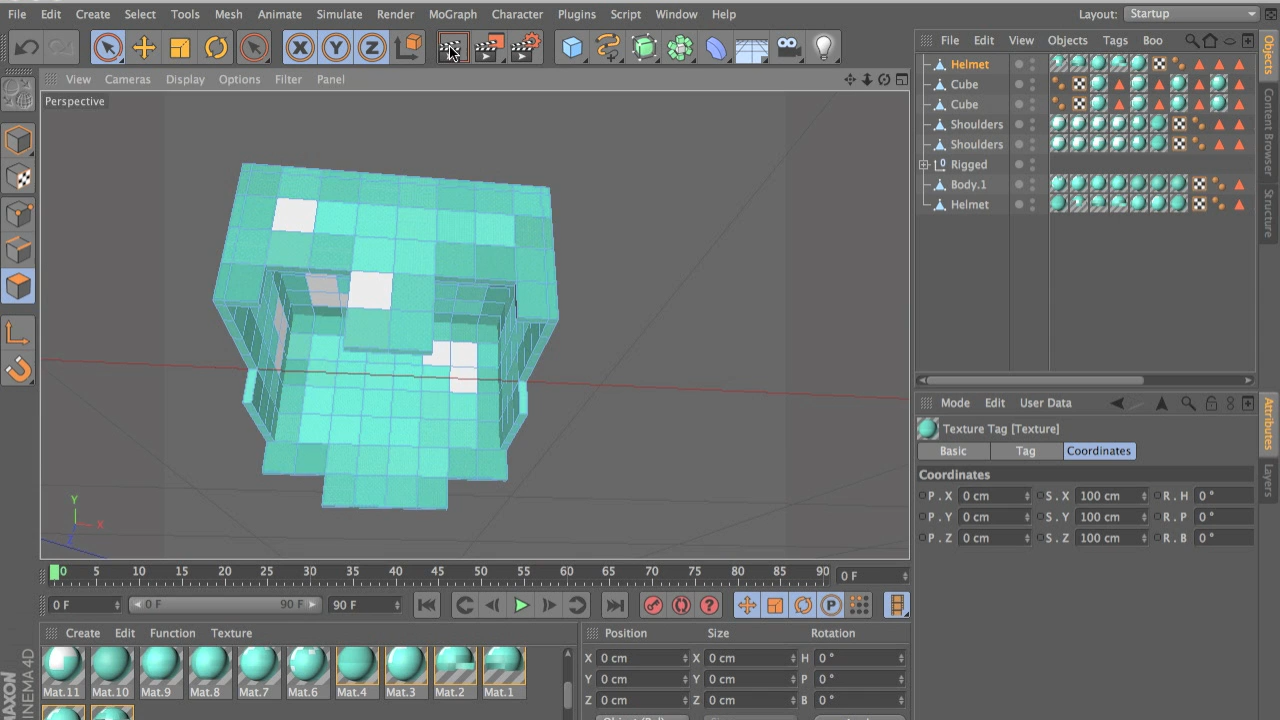 File Edit Create Select Tools Mesh Animate Simulate Render MoGraph Character Plugins Script Window Help Layout: Startup
File Edit View Objects Tags Boo
View Cameras Display Options Filter Panel
Perspective
Helmet
Cube
Cube
Shoulders
Shoulders
Rigged
Body.1
Helmet
Objects
Content Browser
Structure
Mode Edit User Data
Texture Tag [Texture]
Basic Tag Coordinates
Coordinates
P . X 0 cm S . X 100 cm R . H 0 °
P . Y 0 cm S . Y 100 cm R . P 0 °
P . Z 0 cm S . Z 100 cm R . B 0 °
Attributes
Layers
Y
X
Z
0 5 10 15 20 25 30 35 40 45 50 55 60 65 70 75 80 85 90 0 F
0 F 0 F 90 F 90 F
P
Create Edit Function Texture
Mat.11 Mat.10 Mat.9 Mat.8 Mat.7 Mat.6 Mat.4 Mat.3 Mat.2 Mat.1
Position Size Rotation
X 0 cm X 0 cm H 0 °
Y 0 cm Y 0 cm P 0 °
Z 0 cm Z 0 cm B 0 °
MAXON
CINEMA 4D